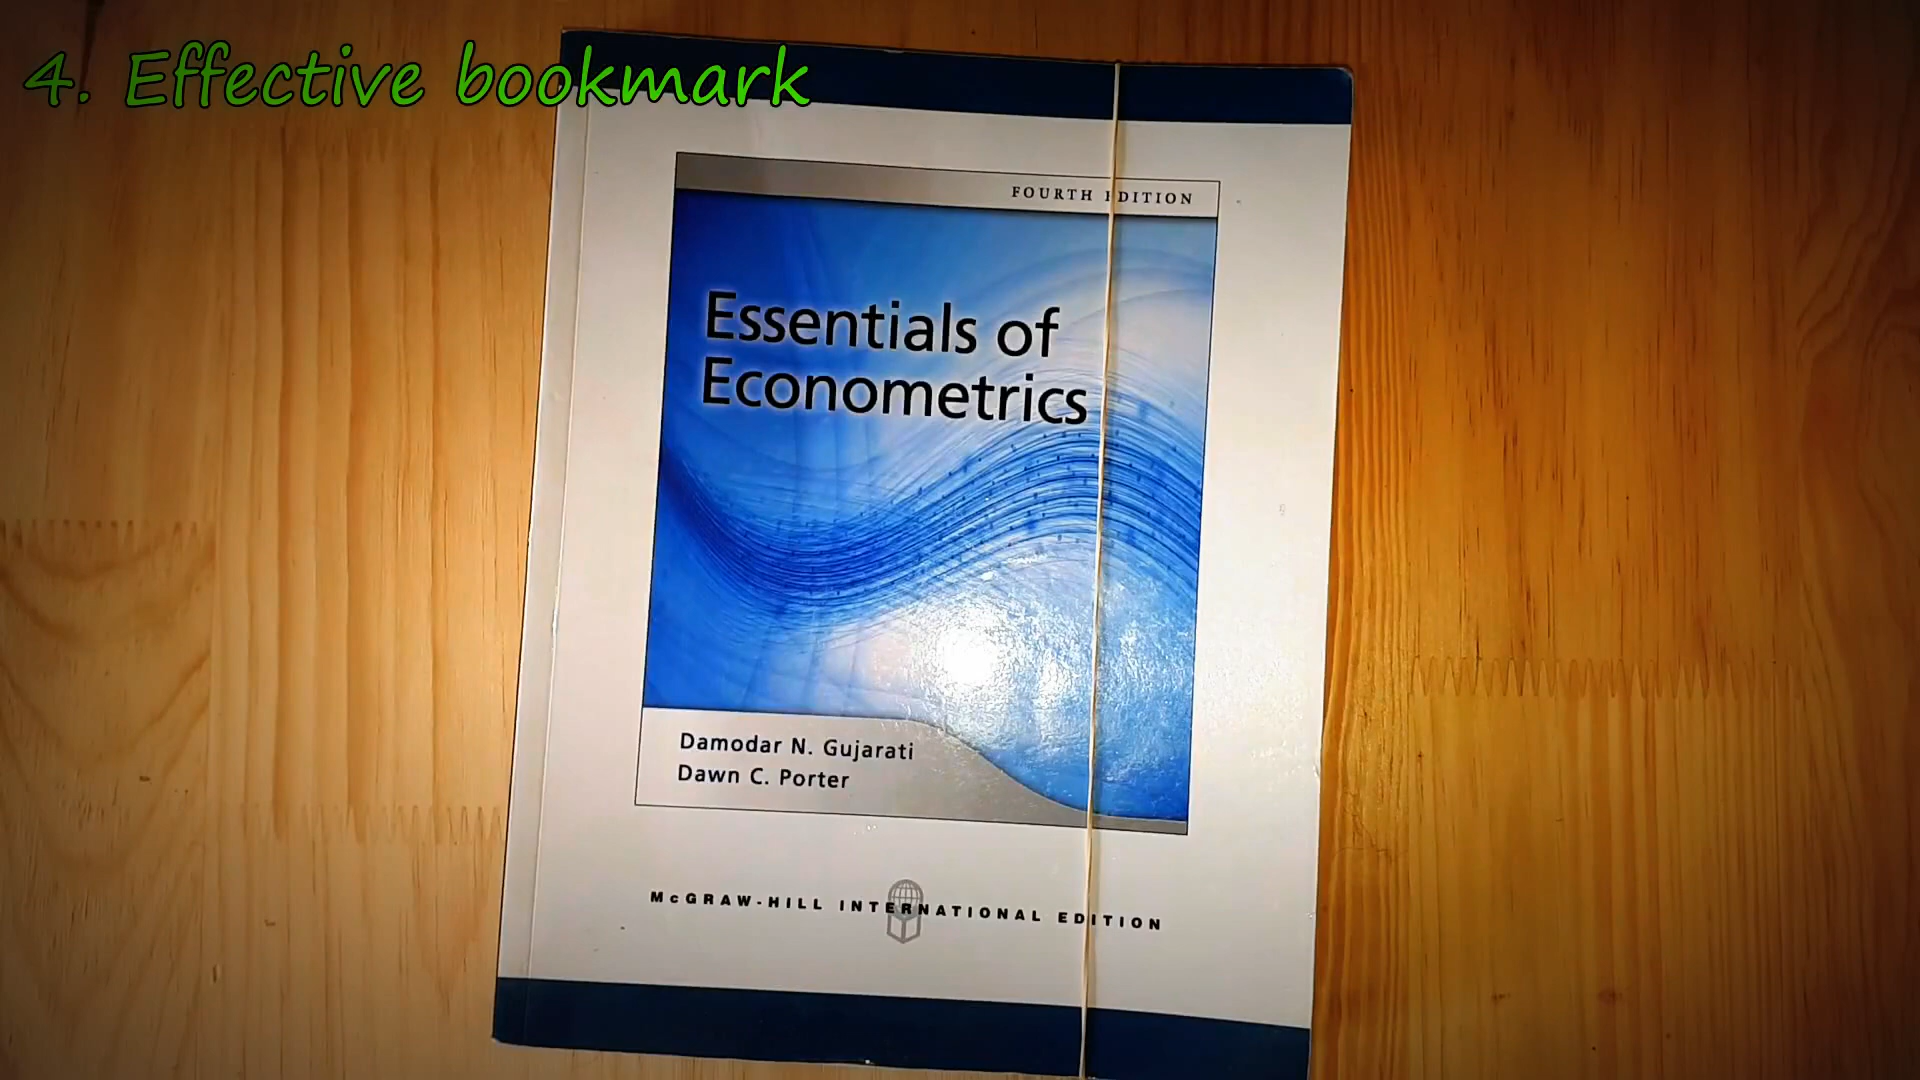 4. Effective bookmark
FOURTH EDITION
Essentials of
Econometrics
Damodar N. Gujarati
Dawn C. Porter
McGRAW-HILL INTERNATIONAL EDITION